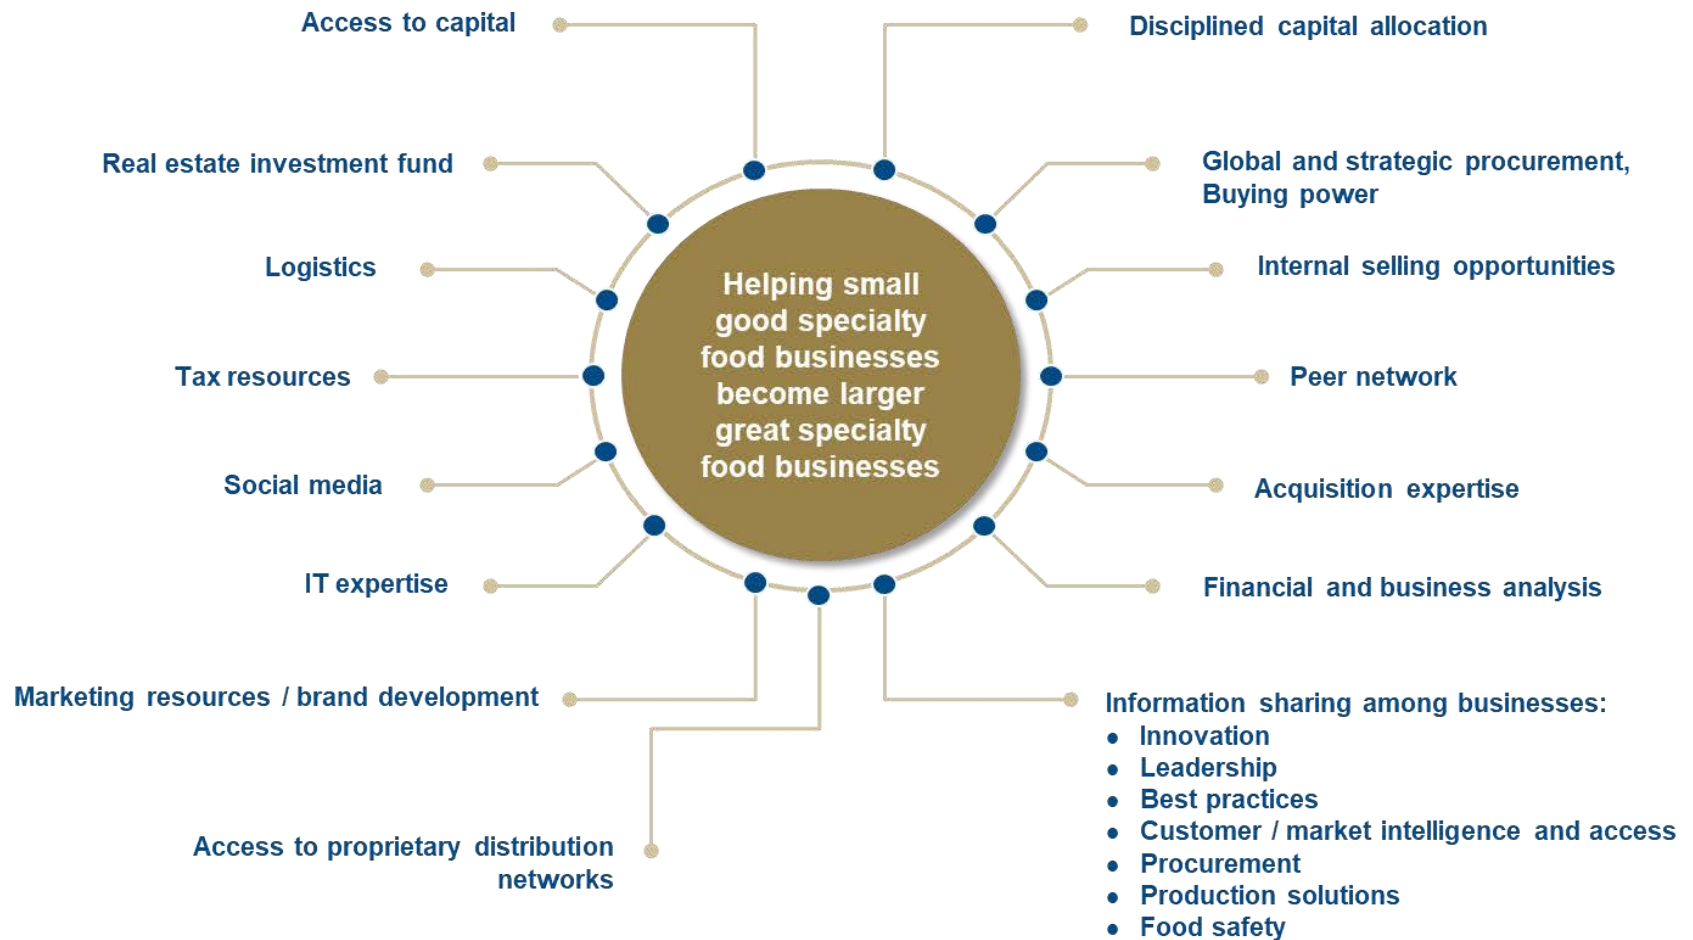 Access to capital
Disciplined capital allocation
Real estate investment fund
Global and strategic procurement,
Buying power
Logistics
Internal selling opportunities
Tax resources
Peer network
Social media
Acquisition expertise
IT expertise
Financial and business analysis
Helping small
good specialty
food businesses
become larger
great specialty
food businesses
Marketing resources / brand development
Access to proprietary distribution
networks
Information sharing among businesses:
● Innovation
● Leadership
● Best practices
● Customer / market intelligence and access
● Procurement
● Production solutions
● Food safety